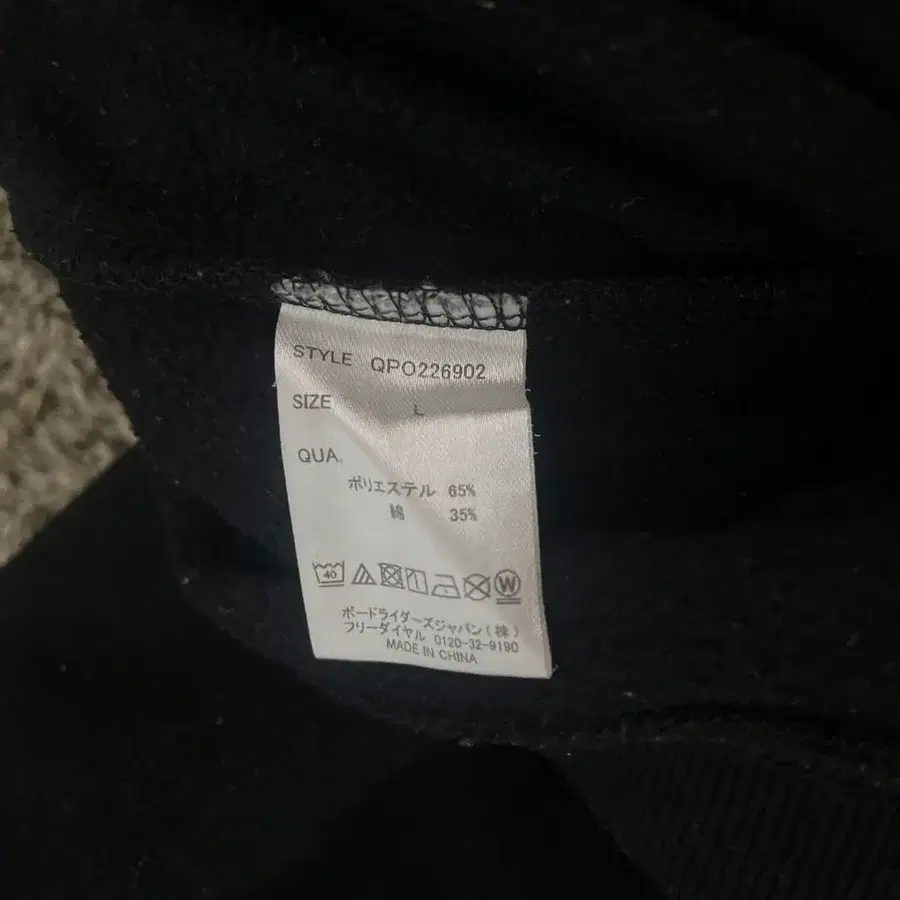 STYLE QPO226902
SIZE L
QUA.
ポリエステル 65%
綿 35%
40 W
ボードライダーズジャパン(株)
フリーダイヤル 0120-32-9190
MADE IN CHINA